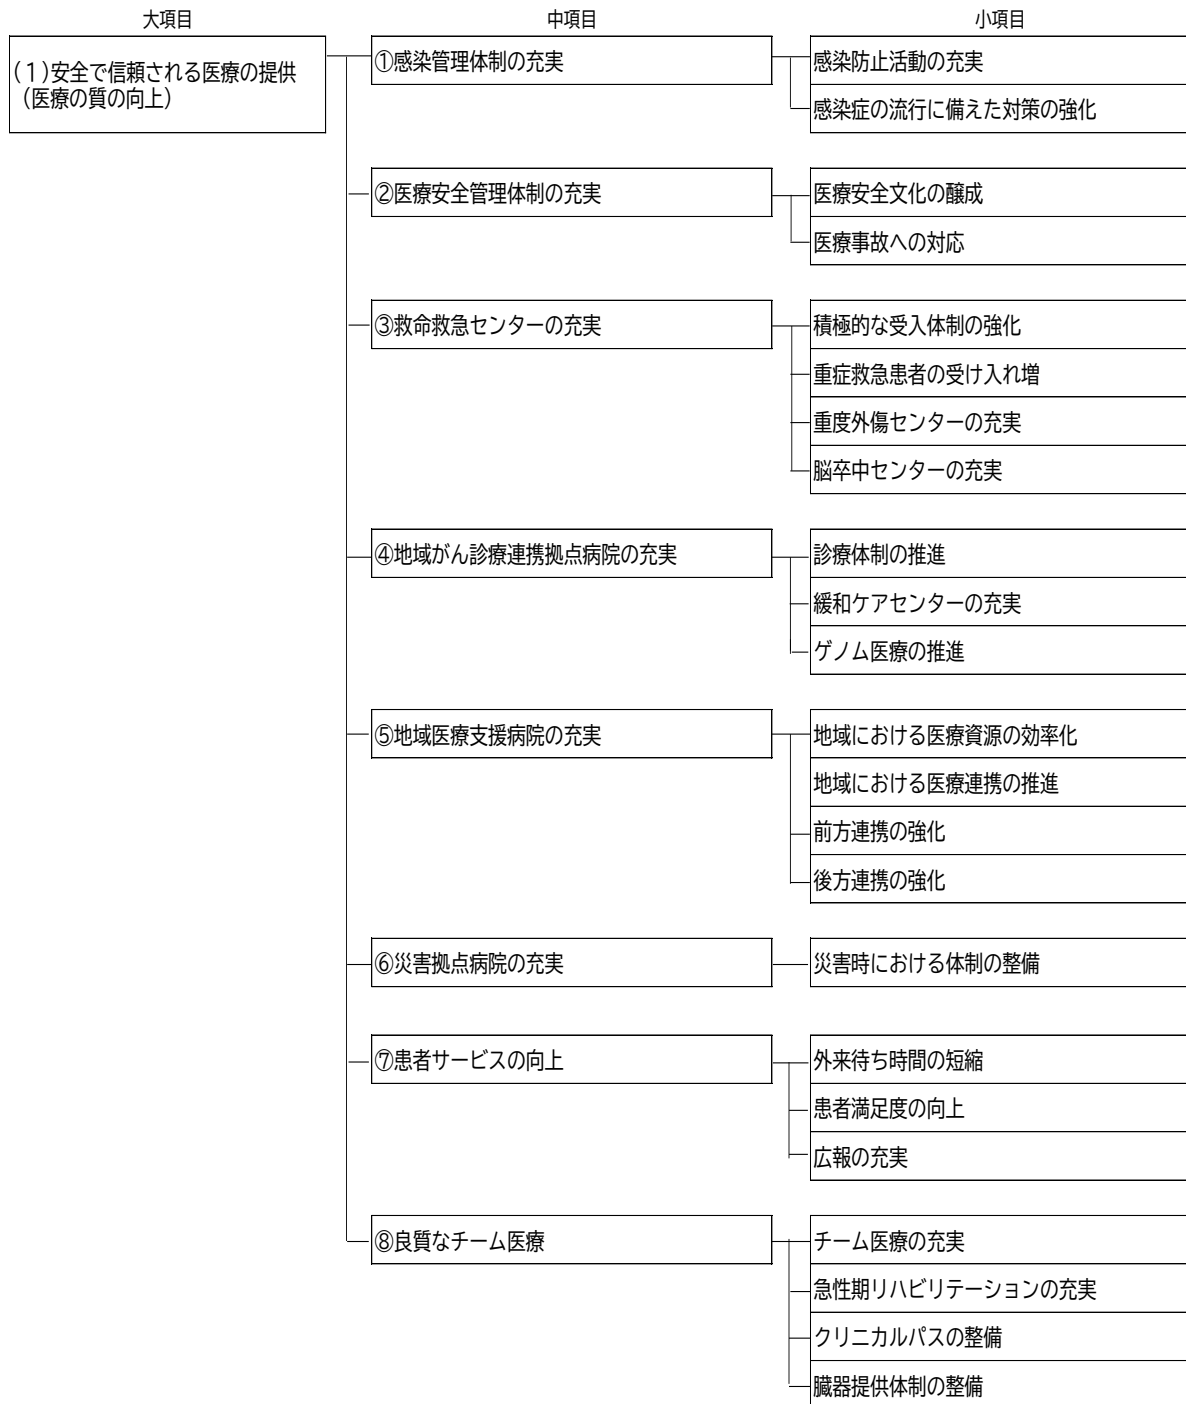 大項目
中項目
小項目
(1)安全で信頼される医療の提供
(医療の質の向上)
①感染管理体制の充実
感染防止活動の充実
感染症の流行に備えた対策の強化
②医療安全管理体制の充実
医療安全文化の醸成
医療事故への対応
③救命救急センターの充実
積極的な受入体制の強化
重症救急患者の受け入れ増
重度外傷センターの充実
脳卒中センターの充実
④地域がん診療連携拠点病院の充実
診療体制の推進
緩和ケアセンターの充実
ゲノム医療の推進
⑤地域医療支援病院の充実
地域における医療資源の効率化
地域における医療連携の推進
前方連携の強化
後方連携の強化
⑥災害拠点病院の充実
災害時における体制の整備
⑦患者サービスの向上
外来待ち時間の短縮
患者満足度の向上
広報の充実
⑧良質なチーム医療
チーム医療の充実
急性期リハビリテーションの充実
クリニカルパスの整備
臓器提供体制の整備